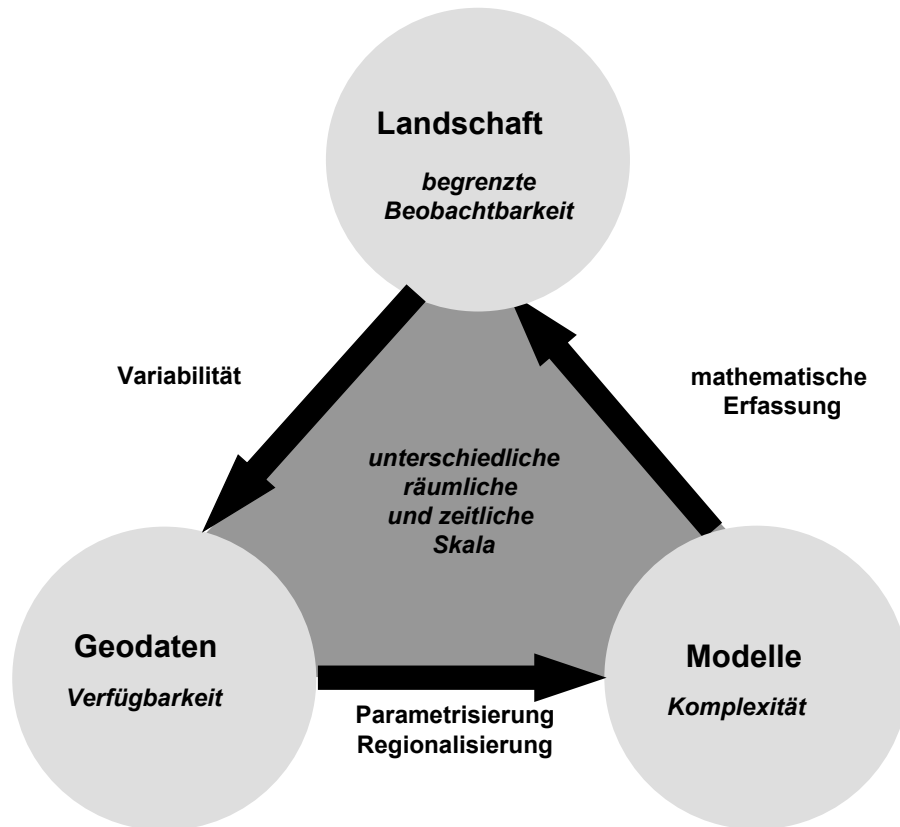 Landschaft
begrenzte
Beobachtbarkeit
Variabilität
mathematische
Erfassung
unterschiedliche
räumliche
und zeitliche
Skala
Geodaten
Verfügbarkeit
Parametrisierung
Regionalisierung
Modelle
Komplexität